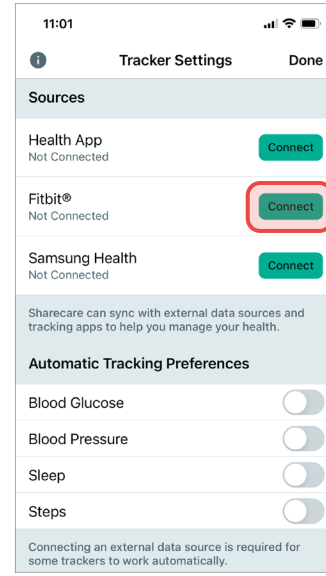 11:01
Tracker Settings
Done
Sources
Health App
Not Connected
Connect
Fitbit®
Not Connected
Connect
Samsung Health
Not Connected
Connect
Sharecare can sync with external data sources and
tracking apps to help you manage your health.
Automatic Tracking Preferences
Blood Glucose
Blood Pressure
Sleep
Steps
Connecting an external data source is required for
some trackers to work automatically.